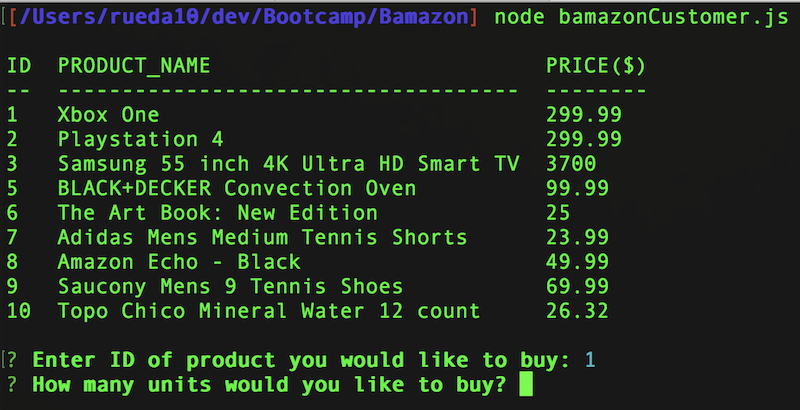 [[/Users/rueda10/dev/Bootcamp/Bamazon] node bamazonCustomer.js
ID  PRODUCT_NAME                          PRICE($)
--  ------------------------------------  --------
1   Xbox One                              299.99
2   Playstation 4                         299.99
3   Samsung 55 inch 4K Ultra HD Smart TV  3700
5   BLACK+DECKER Convection Oven          99.99
6   The Art Book: New Edition             25
7   Adidas Mens Medium Tennis Shorts      23.99
8   Amazon Echo - Black                   49.99
9   Saucony Mens 9 Tennis Shoes           69.99
10  Topo Chico Mineral Water 12 count     26.32
[? Enter ID of product you would like to buy: 1
? How many units would you like to buy?